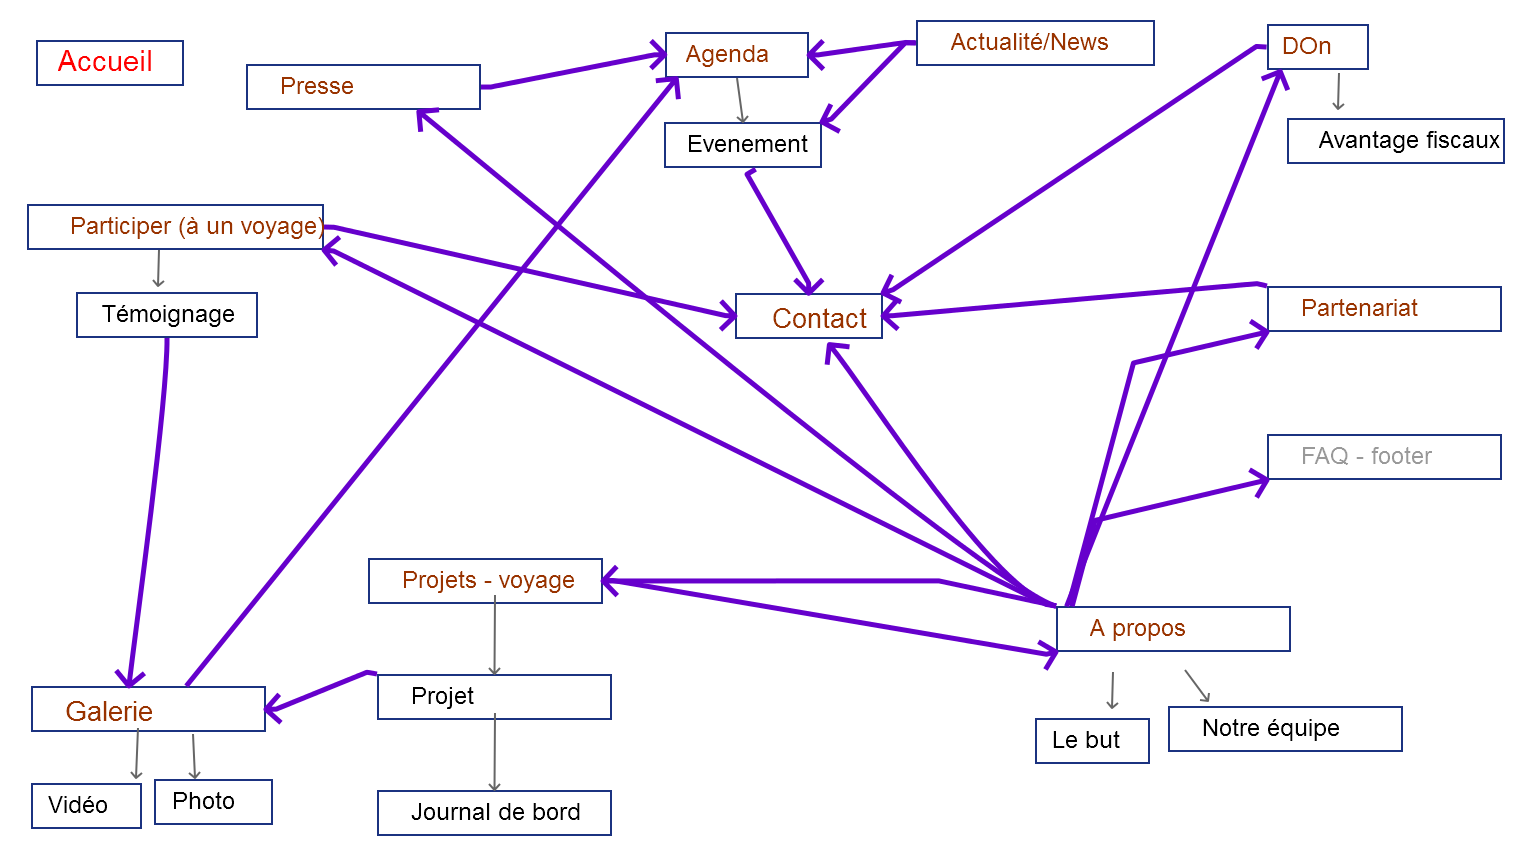 Accueil
Presse
Agenda
Actualité/News
DOn
Evenement
Avantage fiscaux
Participer (à un voyage)
Témoignage
Contact
Partenariat
FAQ - footer
Projets - voyage
A propos
Galerie
Projet
Le but
Notre équipe
Vidéo
Photo
Journal de bord